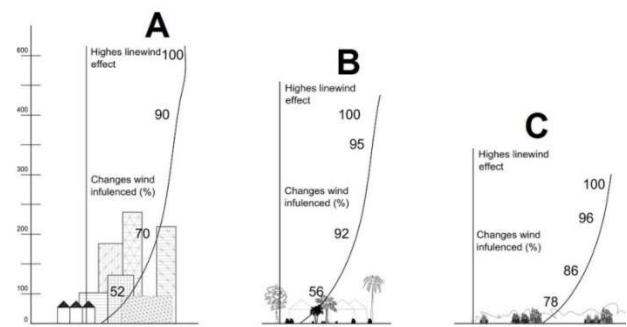 A
600
Highes linewind 100
effect
500
90
400
300
Changes wind
infulenced (%)
200
70
100
52
0
B
Highes linewind
effect
100
95
Changes wind
infulenced (%)
92
56
C
Highes linewind
effect
100
96
Changes wind
infulenced (%)
86
78